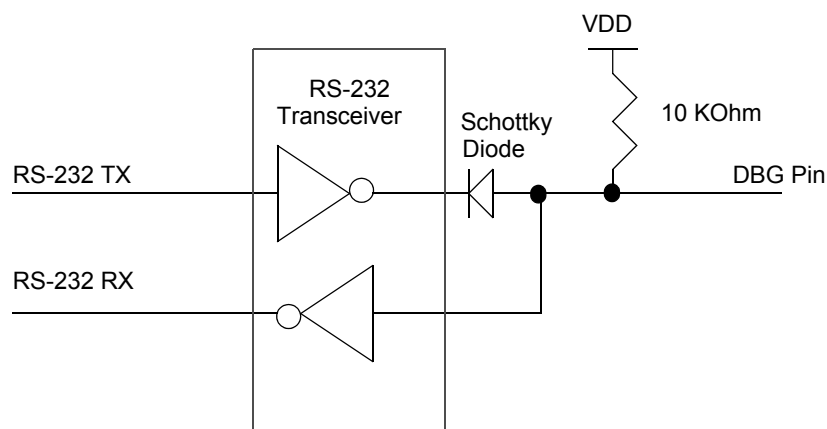 VDD
RS-232
Transceiver
Schottky
Diode
10 KOhm
RS-232 TX
DBG Pin
RS-232 RX